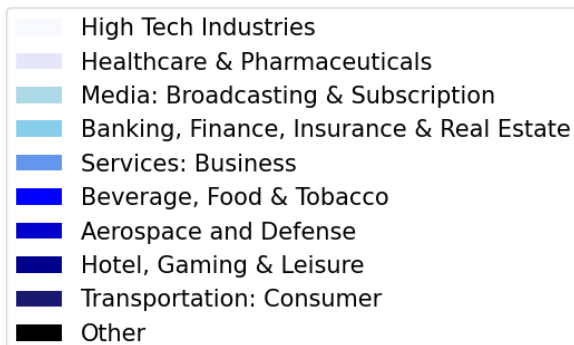 High Tech Industries
Healthcare & Pharmaceuticals
Media: Broadcasting & Subscription
Banking, Finance, Insurance & Real Estate
Services: Business
Beverage, Food & Tobacco
Aerospace and Defense
Hotel, Gaming & Leisure
Transportation: Consumer
Other